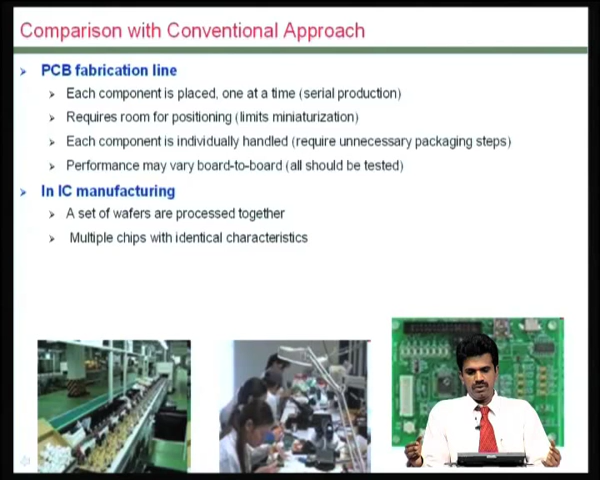 Comparison with Conventional Approach
PCB fabrication line
Each component is placed, one at a time (serial production)
Requires room for positioning (limits miniaturization)
Each component is individually handled (require unnecessary packaging steps)
Performance may vary board-to-board (all should be tested)
In IC manufacturing
A set of wafers are processed together
Multiple chips with identical characteristics